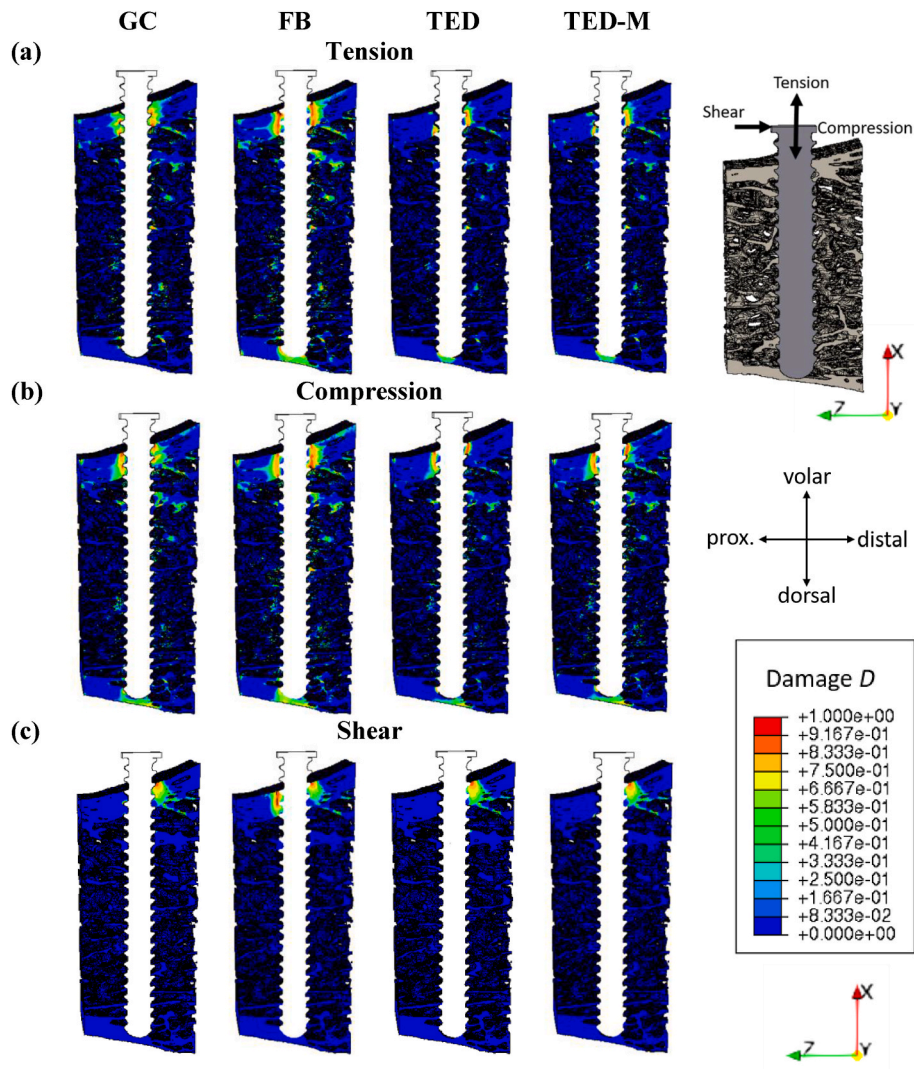 GC FB TED TED-M
(a) Tension
Tension
Shear
Compression
X
Z Y
(b) Compression
volar
prox. distal
dorsal
Damage D
+1.000e+00
+9.167e-01
+8.333e-01
+7.500e-01
+6.667e-01
+5.833e-01
+5.000e-01
+4.167e-01
+3.333e-01
+2.500e-01
+1.667e-01
+8.333e-02
+0.000e+00
(c) Shear
X
Z Y